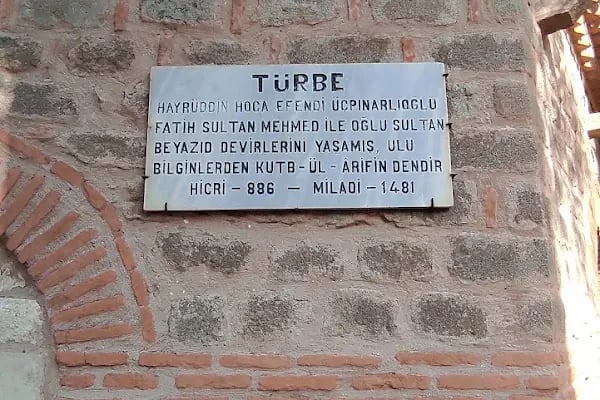 TÜRBE
HAYRUDDIN HOCA EFENDİ ÜÇPINARLIOĞLU
FATİH SULTAN MEHMED İLE OĞLU SULTAN
BEYAZID DEVİRLERİNİ YAŞAMIŞ, ULU
BİLGİNLERDEN KUTB-ÜL-ARİFİN DENDİR
HİCRİ - 886 - MİLADİ - 1481